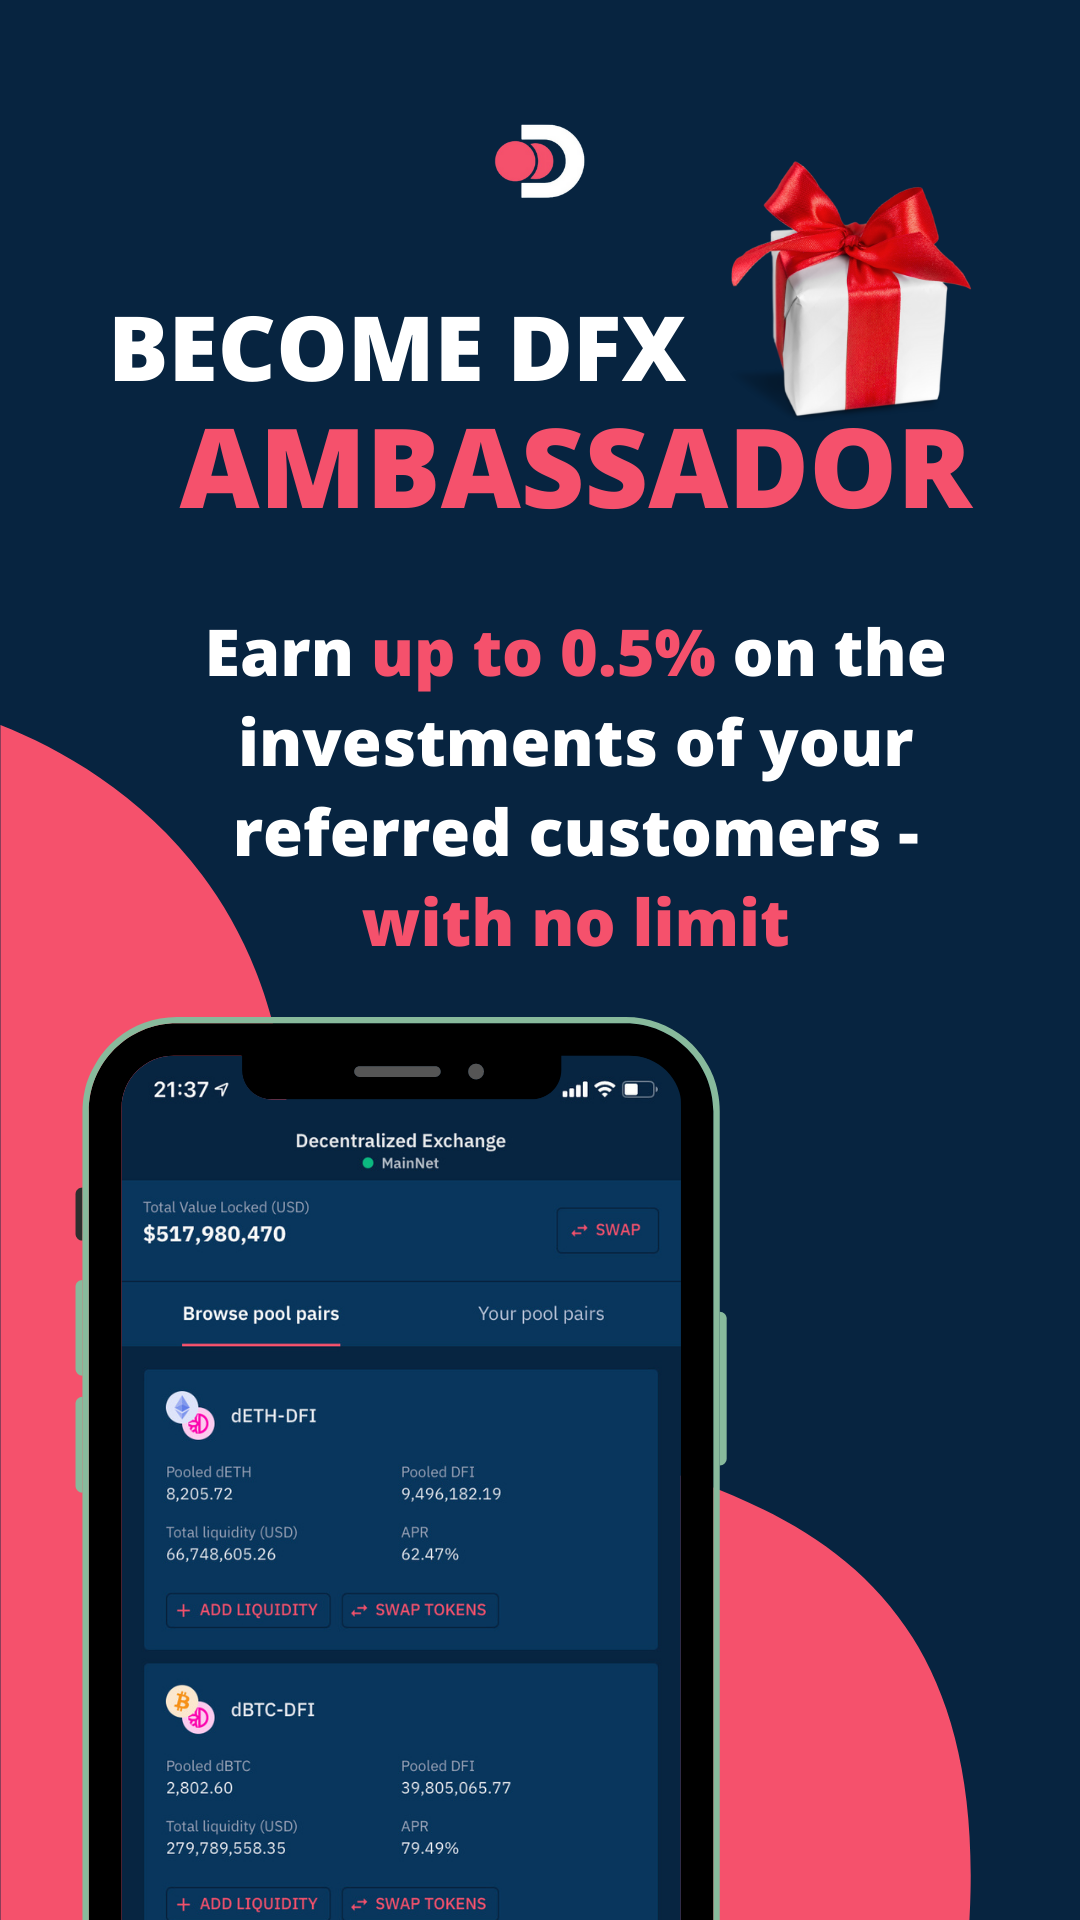 BECOME DFX
AMBASSADOR
Earn up to 0.5% on the
investments of your
referred customers -
with no limit
21:37
Decentralized Exchange
MainNet
Total Value Locked (USD)
$517,980,470
SWAP
Browse pool pairs Your pool pairs
dETH-DFI
Pooled dETH Pooled DFI
8,205.72 9,496,182.19
Total liquidity (USD) APR
66,748,605.26 62.47%
+ ADD LIQUIDITY SWAP TOKENS
dBTC-DFI
Pooled dBTC Pooled DFI
2,802.60 39,805,065.77
Total liquidity (USD) APR
279,789,558.35 79.49%
+ ADD LIQUIDITY SWAP TOKENS